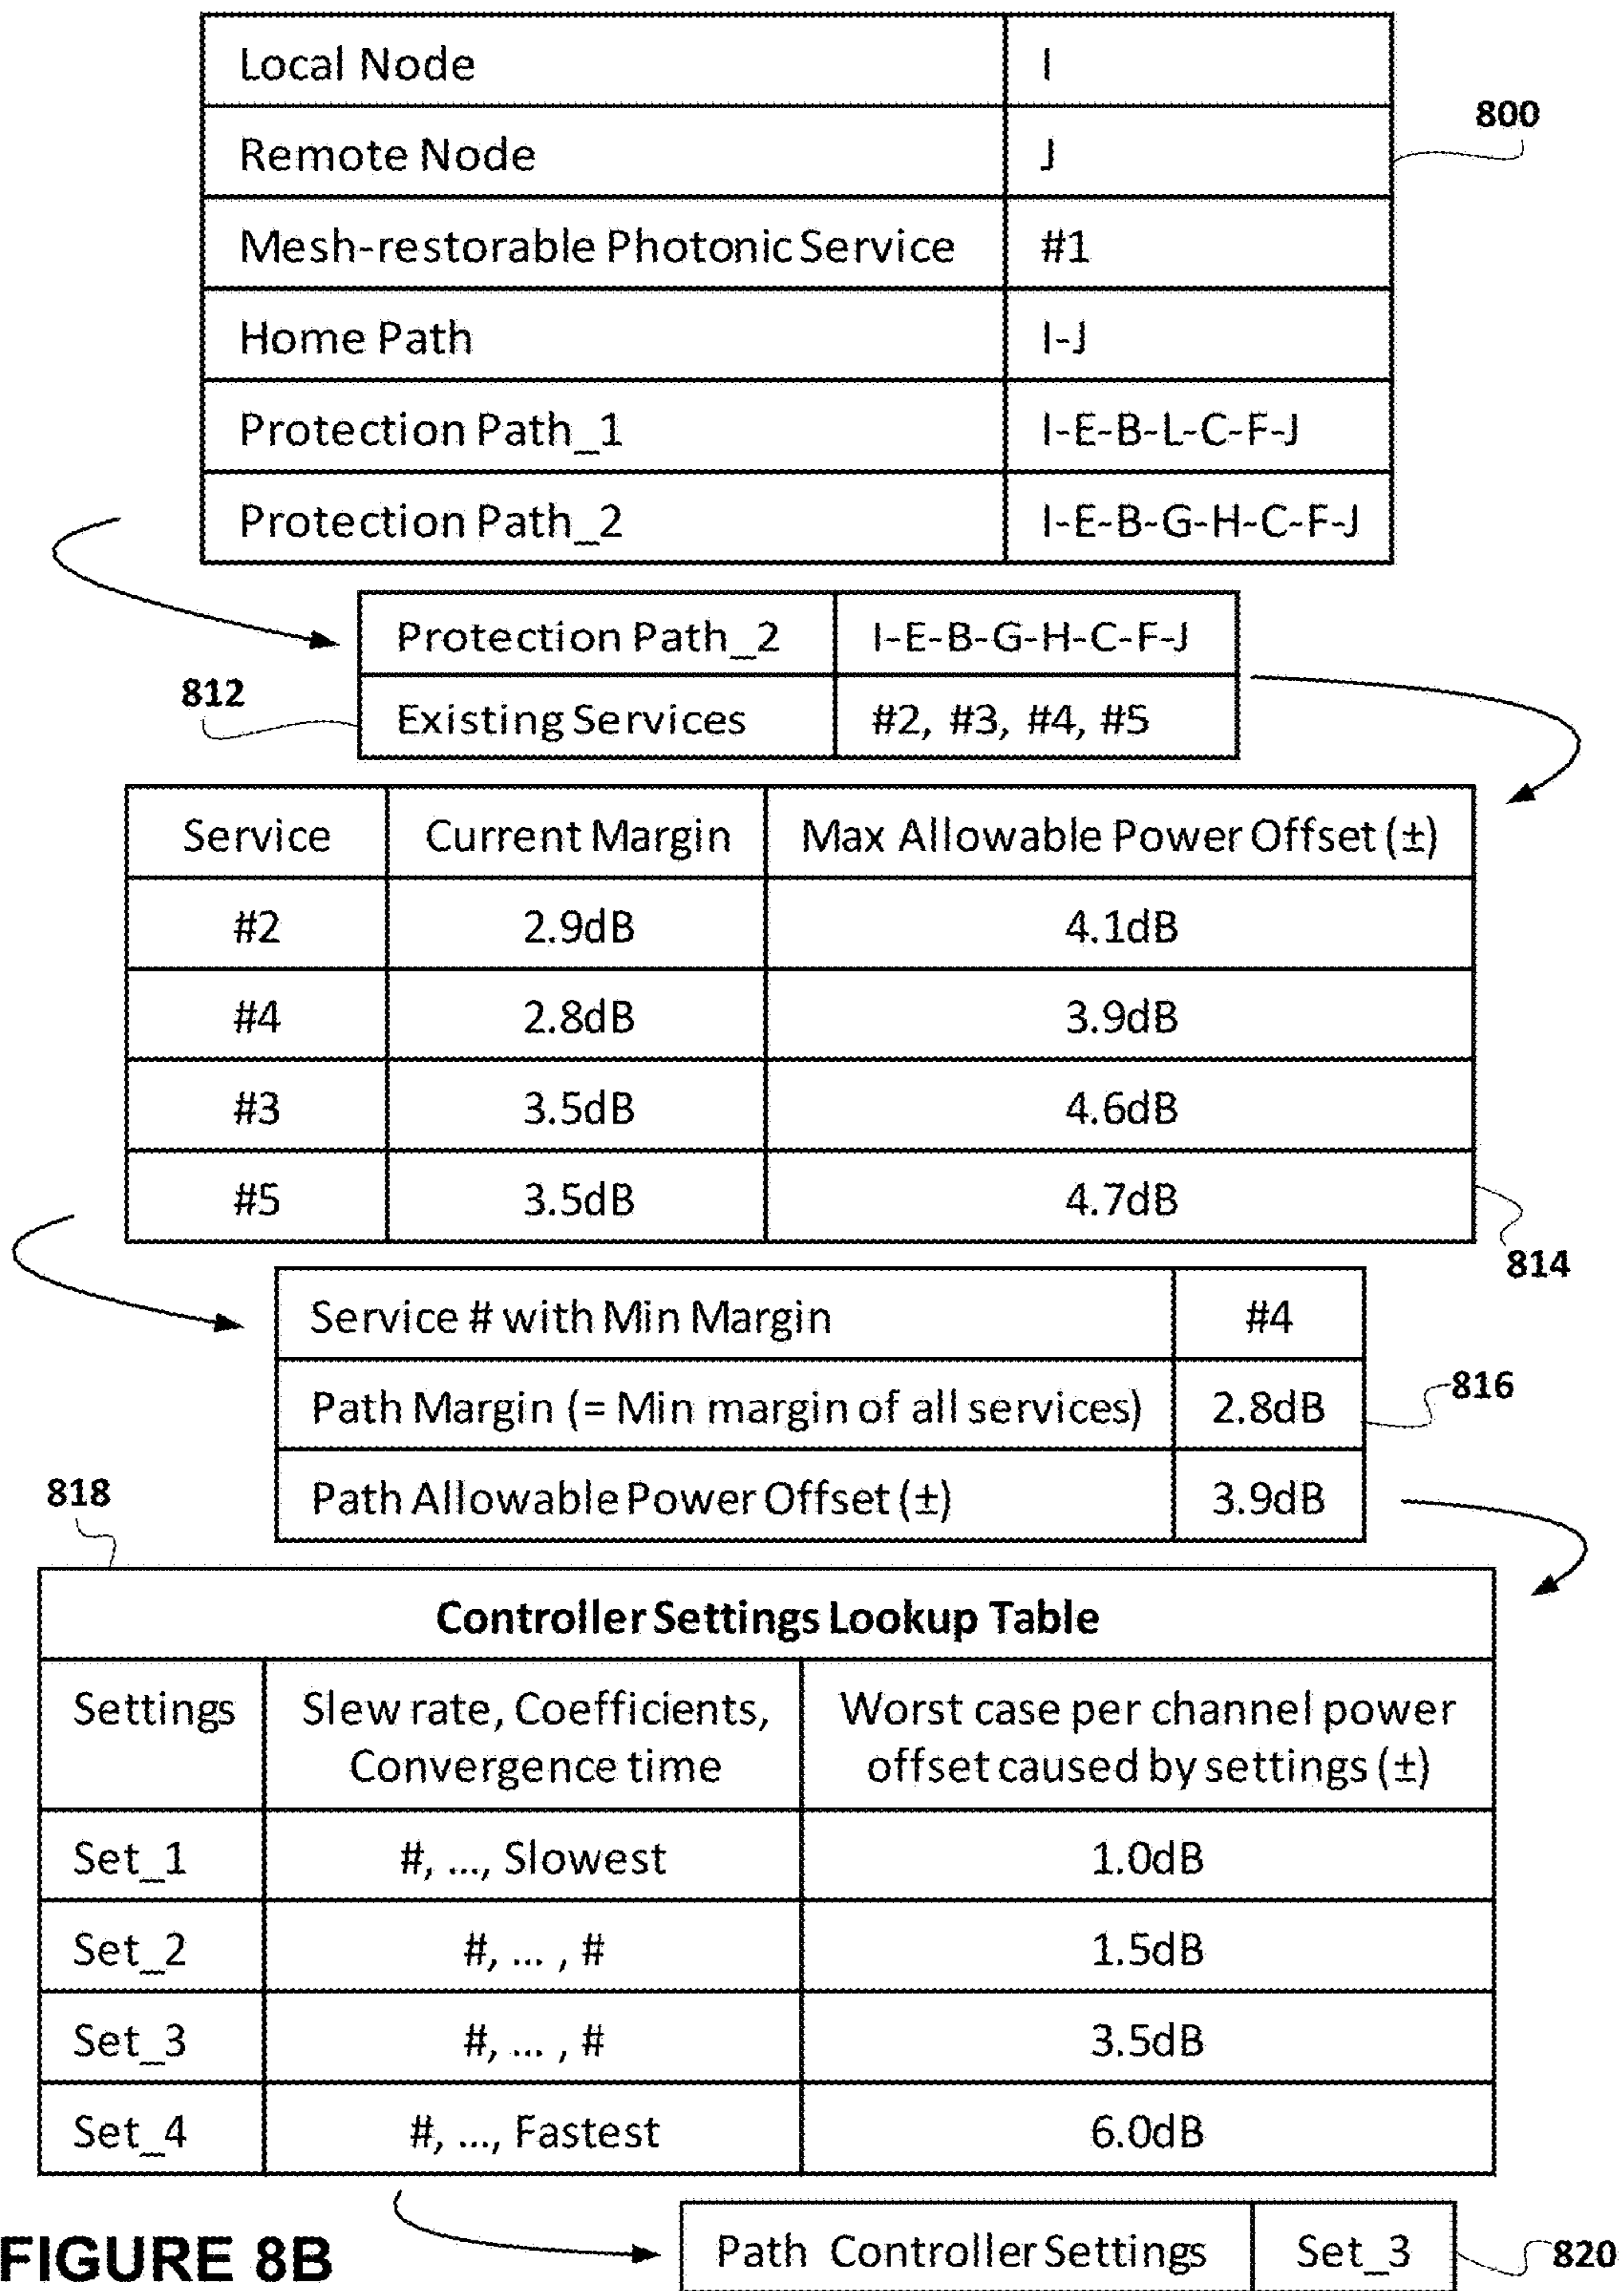 Local Node I
800
Remote Node J
Mesh-restorable Photonic Service #1
Home Path I-J
Protection Path_1 I-E-B-L-C-F-J
Protection Path_2 I-E-B-G-H-C-F-J
Protection Path_2 I-E-B-G-H-C-F-J
812
Existing Services #2, #3, #4, #5
Service Current Margin Max Allowable Power Offset (±)
#2 2.9dB 4.1dB
#4 2.8dB 3.9dB
#3 3.5dB 4.6dB
#5 3.5dB 4.7dB
814
Service # with Min Margin #4
Path Margin (= Min margin of all services) 2.8dB
816
Path Allowable Power Offset (±) 3.9dB
818
Controller Settings Lookup Table
Settings Slew rate, Coefficients, Worst case per channel power
Convergence time offset caused by settings (±)
Set_1 #, ..., Slowest 1.0dB
Set_2 #, ... , # 1.5dB
Set_3 #, ... , # 3.5dB
Set_4 #, ..., Fastest 6.0dB
Path Controller Settings Set_3 820
FIGURE 8B